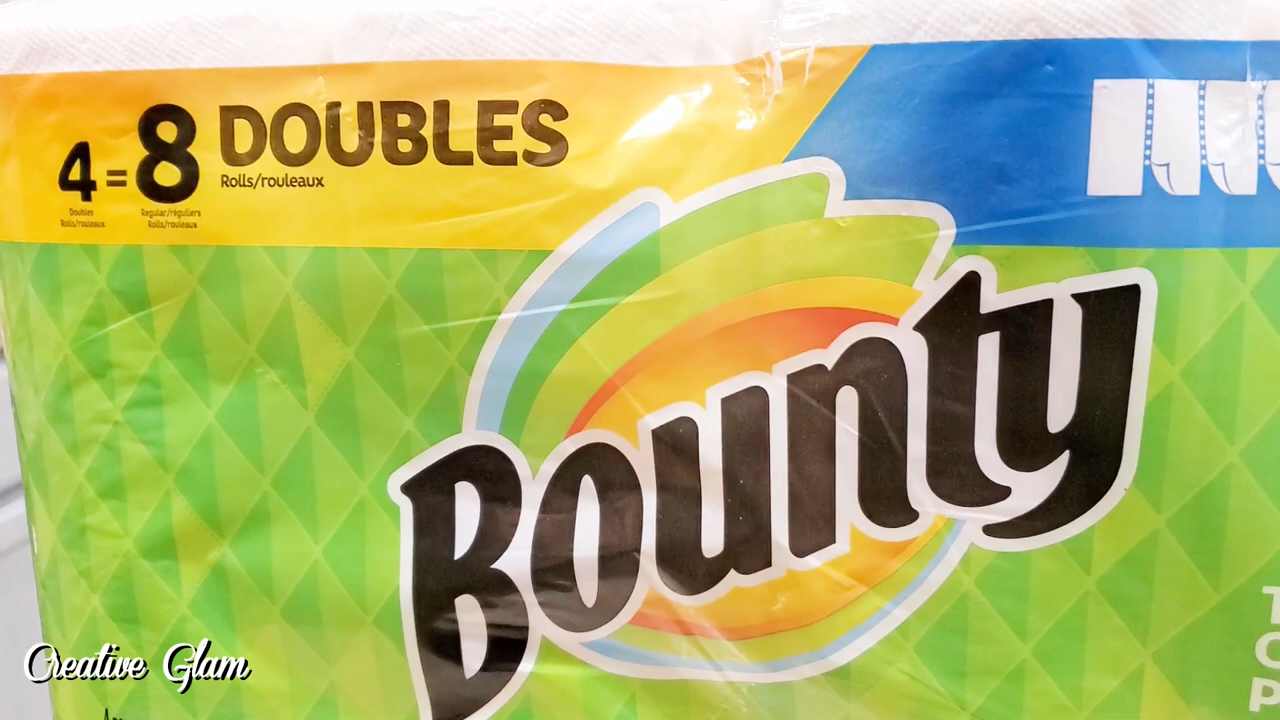 4=8 DOUBLES
Rolls/rouleaux
Doubles
Rolls/rouleaux
Regular/réguliers
Rolls/rouleaux
Bounty
Creative Glam